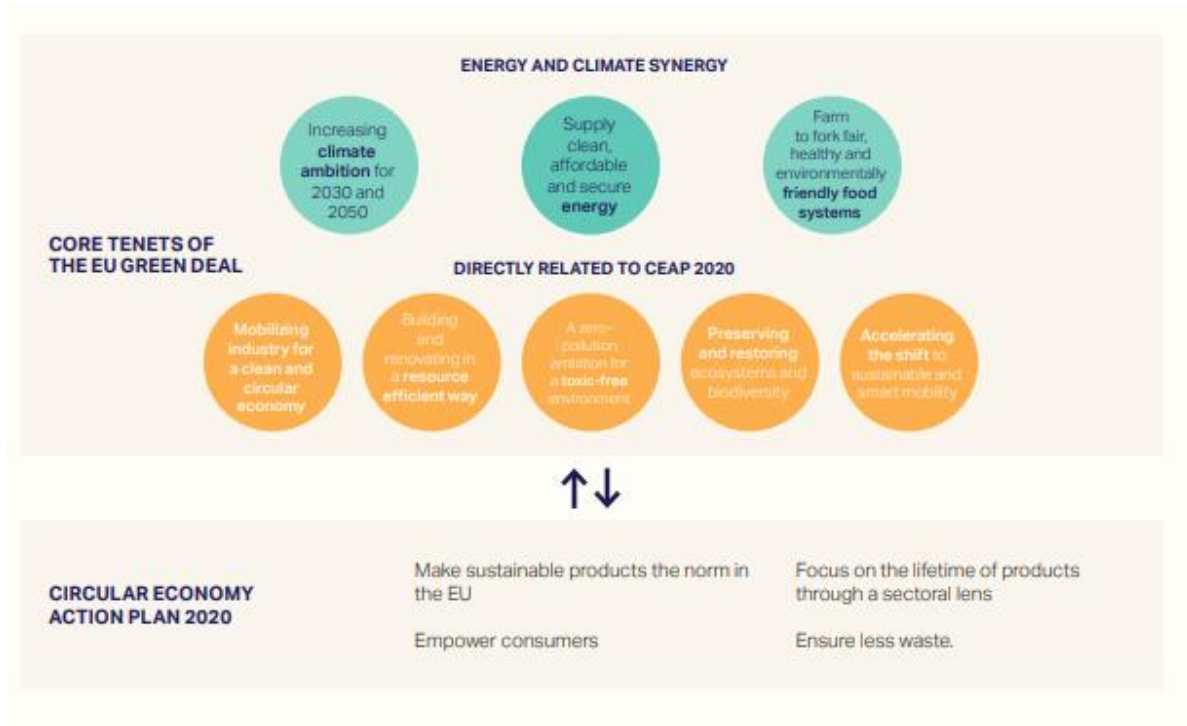 ENERGY AND CLIMATE SYNERGY
Increasing
climate
ambition for
2030 and
2050
Supply
clean,
affordable
and secure
energy
Farm
to fork fair,
healthy and
environmentally
friendly food
systems
CORE TENETS OF
THE EU GREEN DEAL
DIRECTLY RELATED TO CEAP 2020
Mobilizing
industry for
a clean and
circular
economy
Building
and
renovating in
a resource
efficient way
A zero-
pollution
ambition for
a toxic-free
environment
Preserving
and restoring
ecosystems and
biodiversity
Accelerating
the shift to
sustainable and
smart mobility
↑↓
CIRCULAR ECONOMY
ACTION PLAN 2020
Make sustainable products the norm in
the EU
Empower consumers
Focus on the lifetime of products
through a sectoral lens
Ensure less waste.